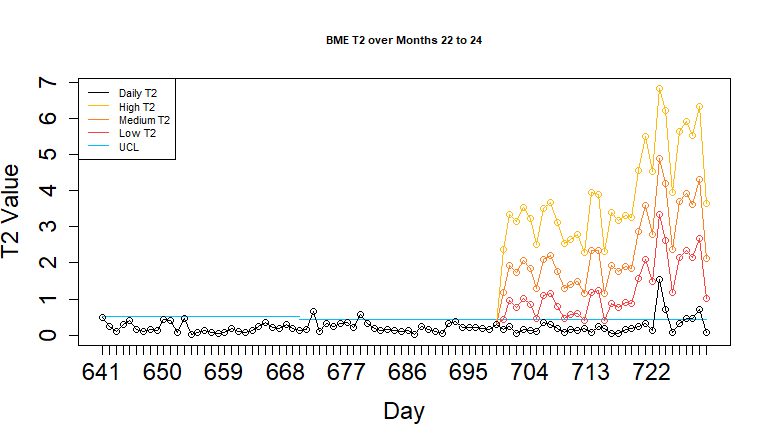 BME T2 over Months 22 to 24
Daily T2
High T2
Medium T2
Low T2
UCL
T2 Value
7
6
5
4
3
2
1
0
641 650 659 668 677 686 695 704 713 722
Day